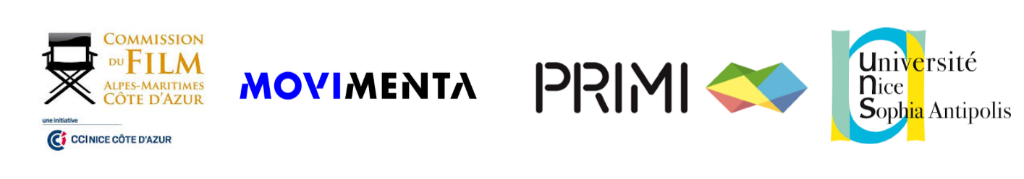 COMMISSION
DU FILM
ALPES-MARITIMES
CÔTE D'AZUR
une initiative
CCI NICE CÔTE D'AZUR
MOVIMENTA
PRIMI
université
nice
Sophia Antipolis